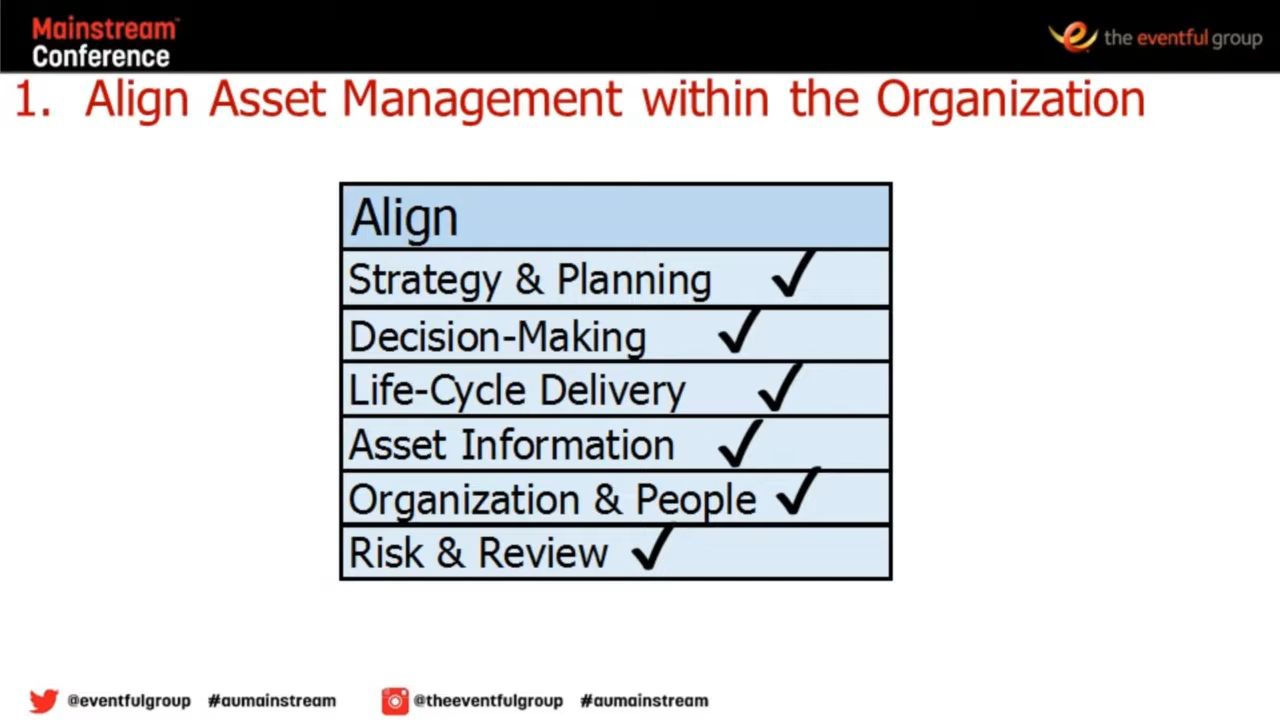 Mainstream™
Conference
the eventful group
1. Align Asset Management within the Organization
Align
Strategy & Planning ✓
Decision-Making ✓
Life-Cycle Delivery ✓
Asset Information ✓
Organization & People ✓
Risk & Review ✓
@eventfulgroup #aumainstream @theeventfulgroup #aumainstream